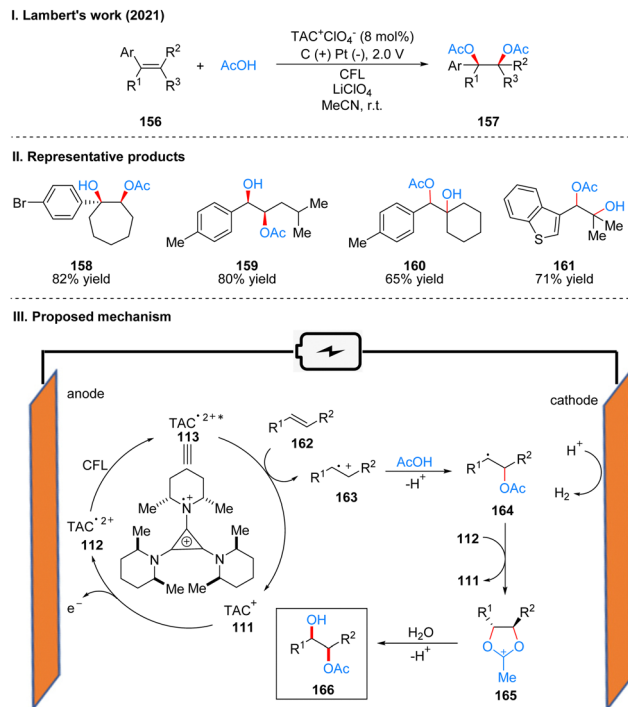 I. Lambert's work (2021)
Ar R² R¹ R³
156
+
AcOH
TAC⁺ClO₄⁻ (8 mol%)
C (+) Pt (-), 2.0 V
CFL
LiClO₄
MeCN, r.t.
AcO OAc
Ar R² R¹ R³
157
II. Representative products
Br HO OAc
158
82% yield
OH Me Me OAc Me
159
80% yield
OAc OH Me
160
65% yield
OAc OH Me Me S
161
71% yield
III. Proposed mechanism
anode
cathode
TAC•2+*
113
CFL
TAC•2+
112
e⁻
Me N•+ Me
Me N N Me
Me ⊕ Me
TAC⁺
111
R¹ R²
162
R¹ • + R²
163
AcOH
-H⁺
R¹ • R²
OAc
164
H⁺
H₂
112
111
R¹ R²
O + O
Me
165
H₂O
-H⁺
OH
R¹ R²
OAc
166